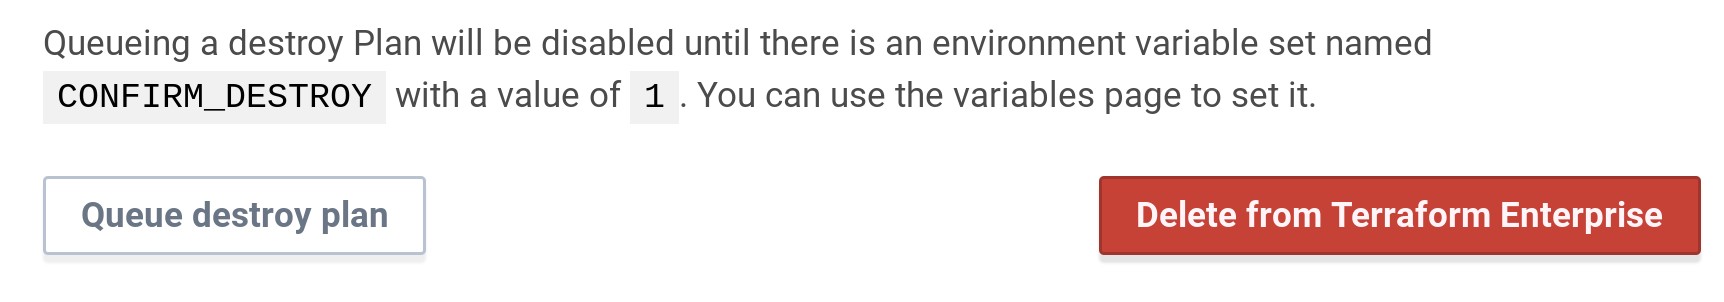 Queueing a destroy Plan will be disabled until there is an environment variable set named
CONFIRM_DESTROY with a value of 1. You can use the variables page to set it.
Queue destroy plan
Delete from Terraform Enterprise